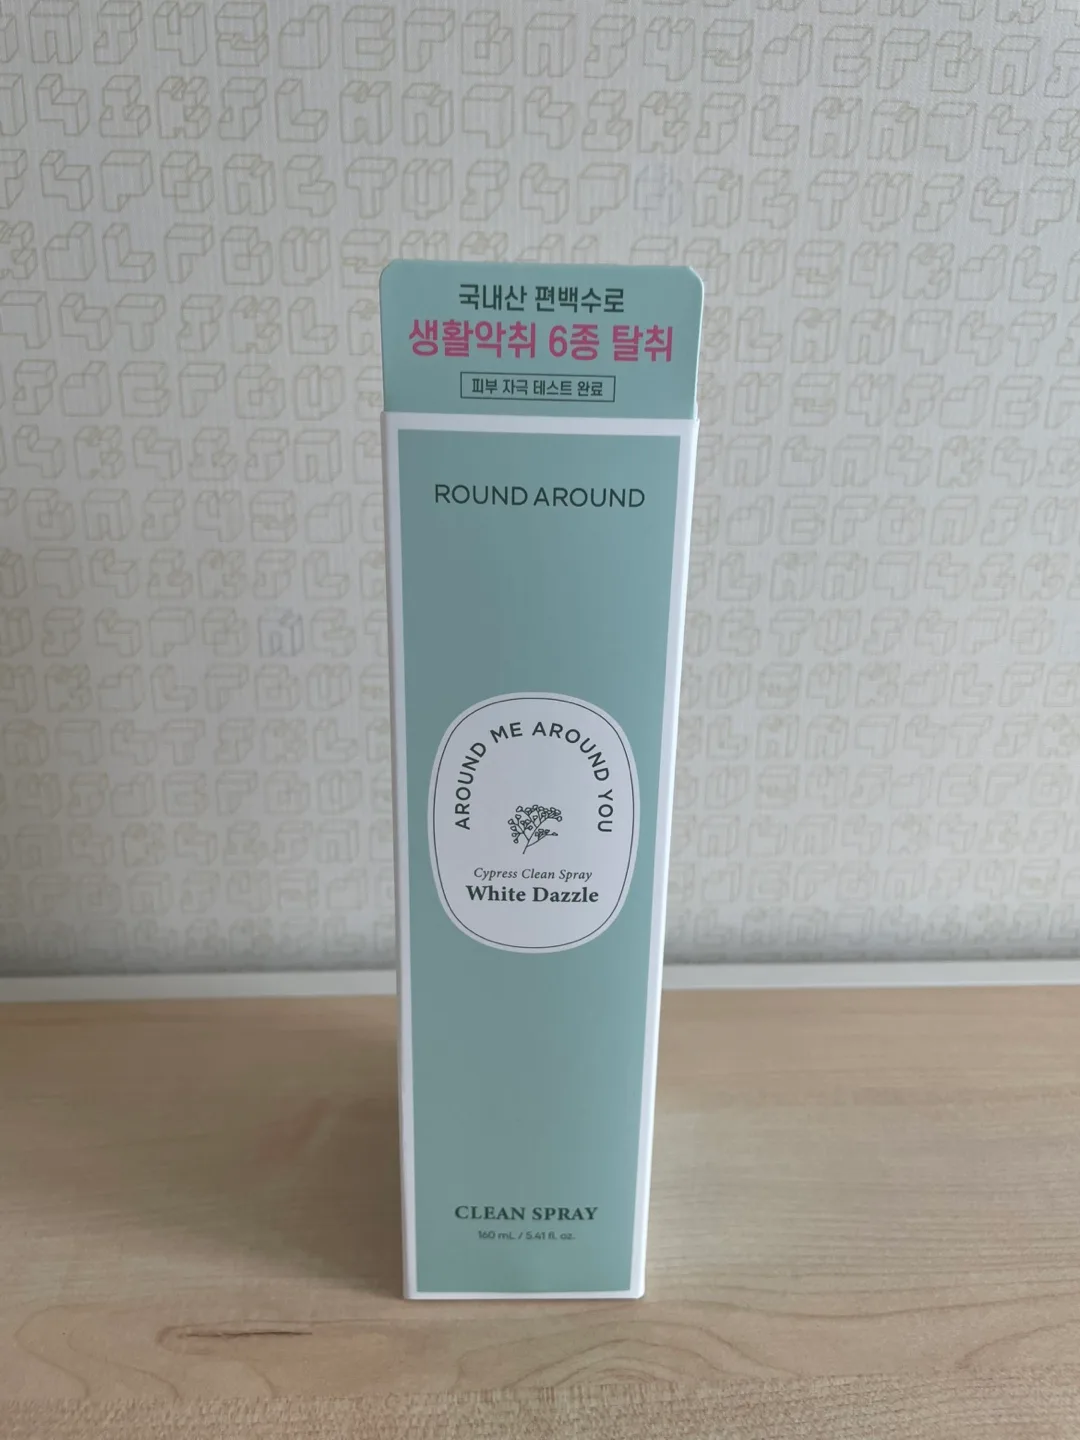 국내산 편백수로
생활악취 6종 탈취
피부 자극 테스트 완료
ROUND AROUND
AROUND ME AROUND YOU
Cypress Clean Spray
White Dazzle
CLEAN SPRAY
160 mL / 5.41 fl. oz.